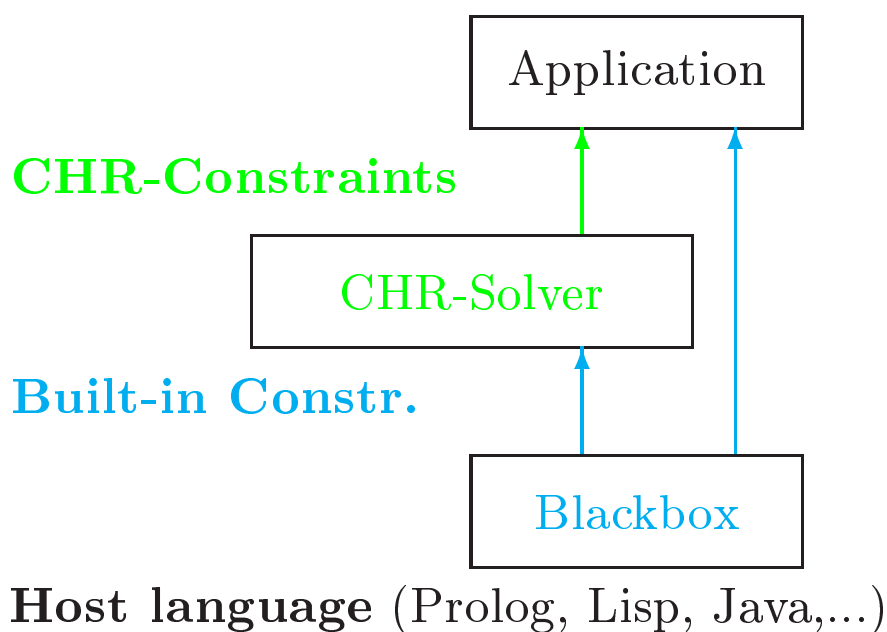 Application
CHR-Constraints
CHR-Solver
Built-in Constr.
Blackbox
Host language (Prolog, Lisp, Java,...)